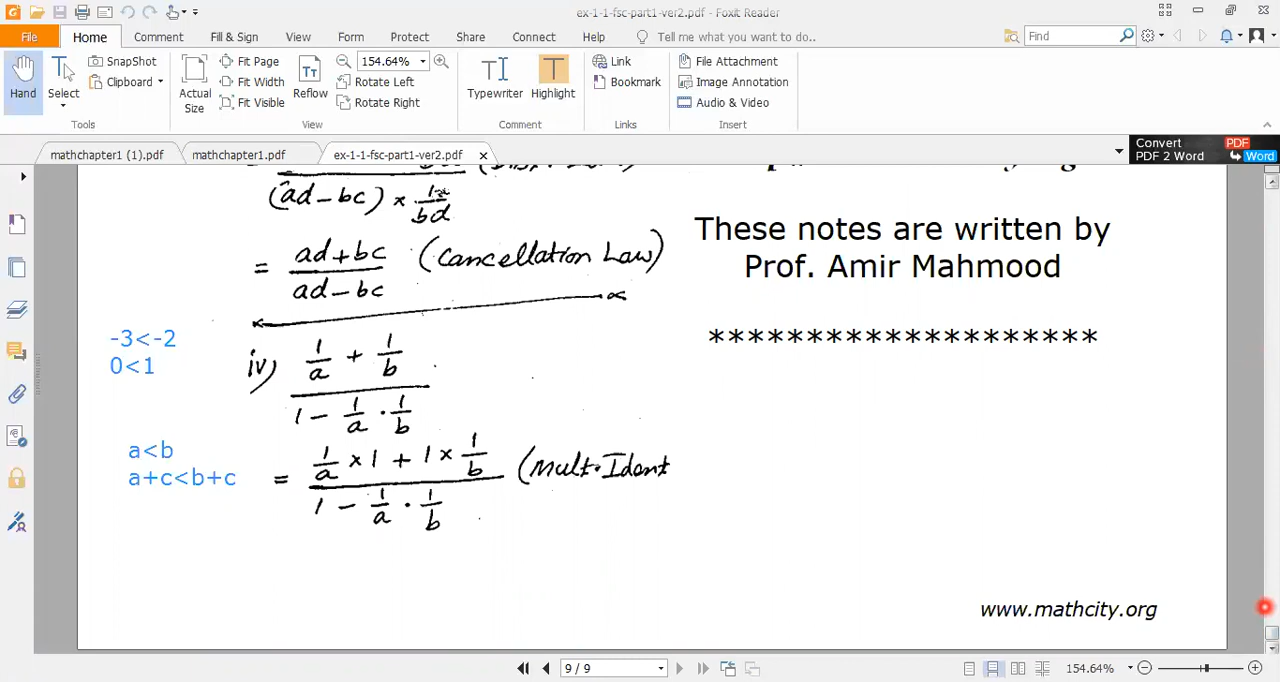 ex-1-1-fsc-part1-ver2.pdf - Foxit Reader
File Home Comment Fill & Sign View Form Protect Share Connect Help Tell me what you want to do.. Find
Hand
Select
SnapShot
Clipboard
Tools
Actual Size
Fit Page
Fit Width
Fit Visible
Reflow
154.64%
Rotate Left
Rotate Right
View
Typewriter
Highlight
Comment
Link
Bookmark
Links
File Attachment
Image Annotation
Audio & Video
Insert
mathchapter1 (1).pdf mathchapter1.pdf ex-1-1-fsc-part1-ver2.pdf
Convert PDF
PDF 2 Word Word
(ad-bc) × 1/bd
= ad+bc / ad-bc (Cancellation Law)
These notes are written by
Prof. Amir Mahmood
********************
-3<-2
0<1
iv) 1/a + 1/b
1 - 1/a · 1/b
a<b
a+c<b+c
= 1/a × 1 + 1 × 1/b (Mult. Ident
1 - 1/a · 1/b
www.mathcity.org
9 / 9
154.64%